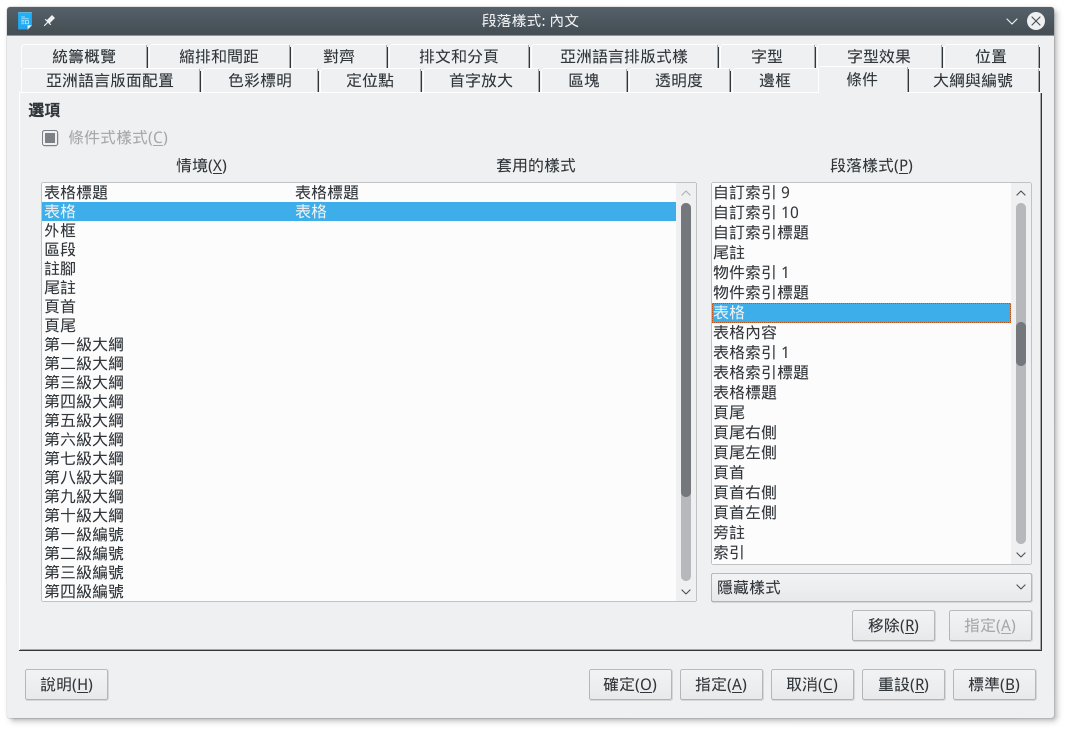 段落樣式: 內文
統籌概覽 縮排和間距 對齊 排文和分頁 亞洲語言排版式樣 字型 字型效果 位置
亞洲語言版面配置 色彩標明 定位點 首字放大 區塊 透明度 邊框 條件 大綱與編號
選項
條件式樣式(C)
情境(X) 套用的樣式 段落樣式(P)
表格標題 表格標題
表格 表格
外框
區段
註腳
尾註
頁首
頁尾
第一級大綱
第二級大綱
第三級大綱
第四級大綱
第五級大綱
第六級大綱
第七級大綱
第八級大綱
第九級大綱
第十級大綱
第一級編號
第二級編號
第三級編號
第四級編號
自訂索引 9
自訂索引 10
自訂索引標題
尾註
物件索引 1
物件索引標題
表格
表格內容
表格索引 1
表格索引標題
表格標題
頁尾
頁尾右側
頁尾左側
頁首
頁首右側
頁首左側
旁註
索引
隱藏樣式
移除(R) 指定(A)
說明(H) 確定(O) 指定(A) 取消(C) 重設(R) 標準(B)